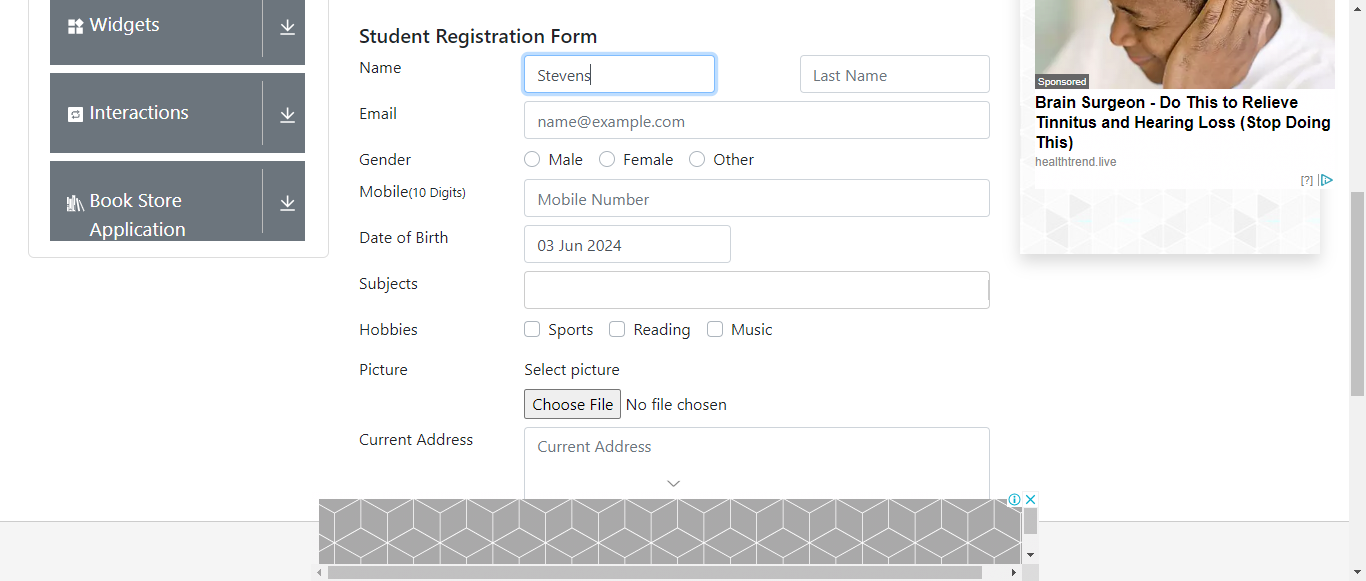 Widgets
Interactions
Book Store
Application
Student Registration Form
Name
Stevens
Last Name
Email
name@example.com
Gender
Male
Female
Other
Mobile(10 Digits)
Mobile Number
Date of Birth
03 Jun 2024
Subjects
Hobbies
Sports
Reading
Music
Picture
Select picture
Choose File No file chosen
Current Address
Current Address
Sponsored
Brain Surgeon - Do This to Relieve
Tinnitus and Hearing Loss (Stop Doing
This)
healthtrend.live
[?]